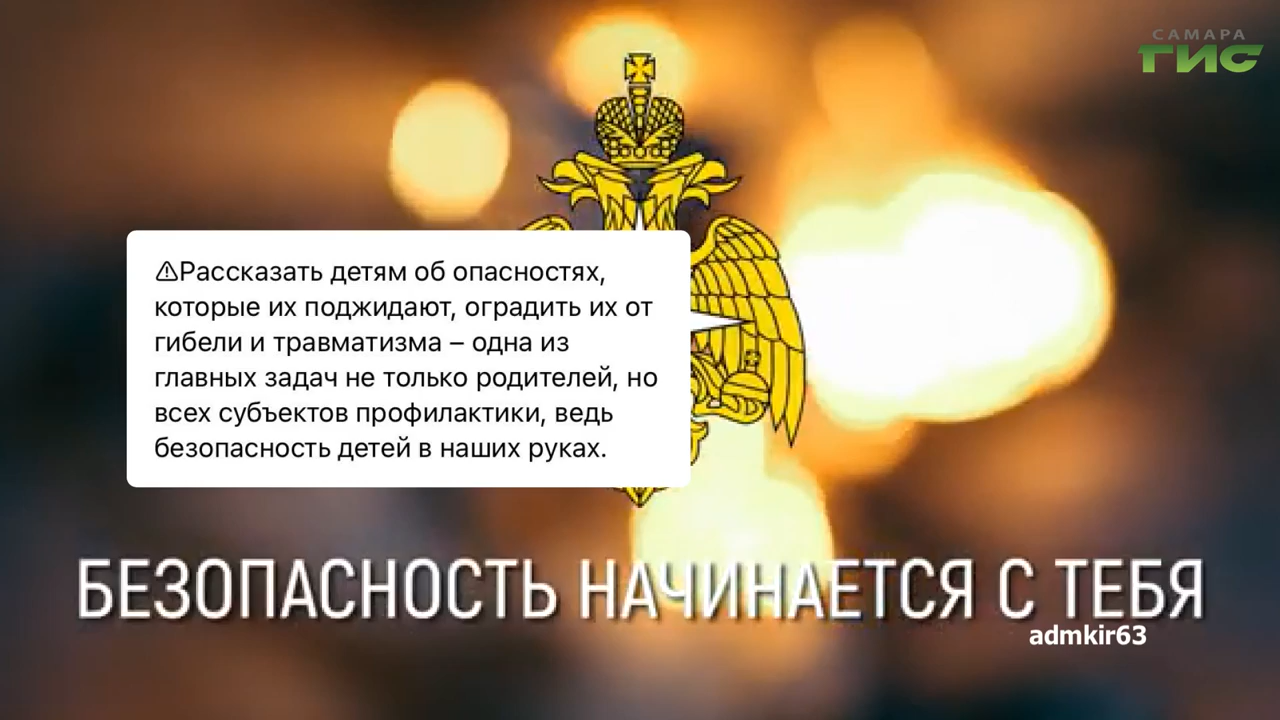 САМАРА
ГИС
⚠Рассказать детям об опасностях,
которые их поджидают, оградить их от
гибели и травматизма – одна из
главных задач не только родителей, но
всех субъектов профилактики, ведь
безопасность детей в наших руках.
БЕЗОПАСНОСТЬ НАЧИНАЕТСЯ С ТЕБЯ
admkir63